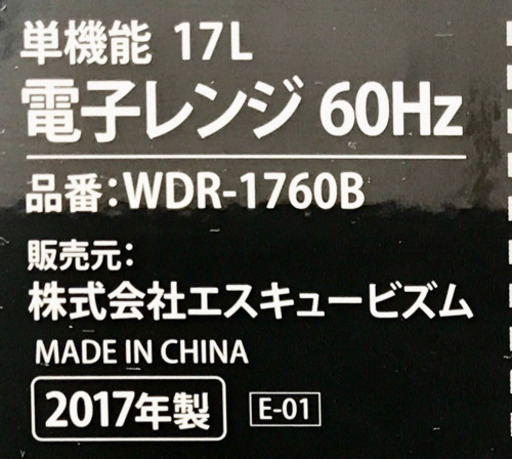 単機能 17L
電子レンジ 60Hz
品番：WDR-1760B
販売元：
株式会社エスキュービズム
MADE IN CHINA
2017年製 E-01